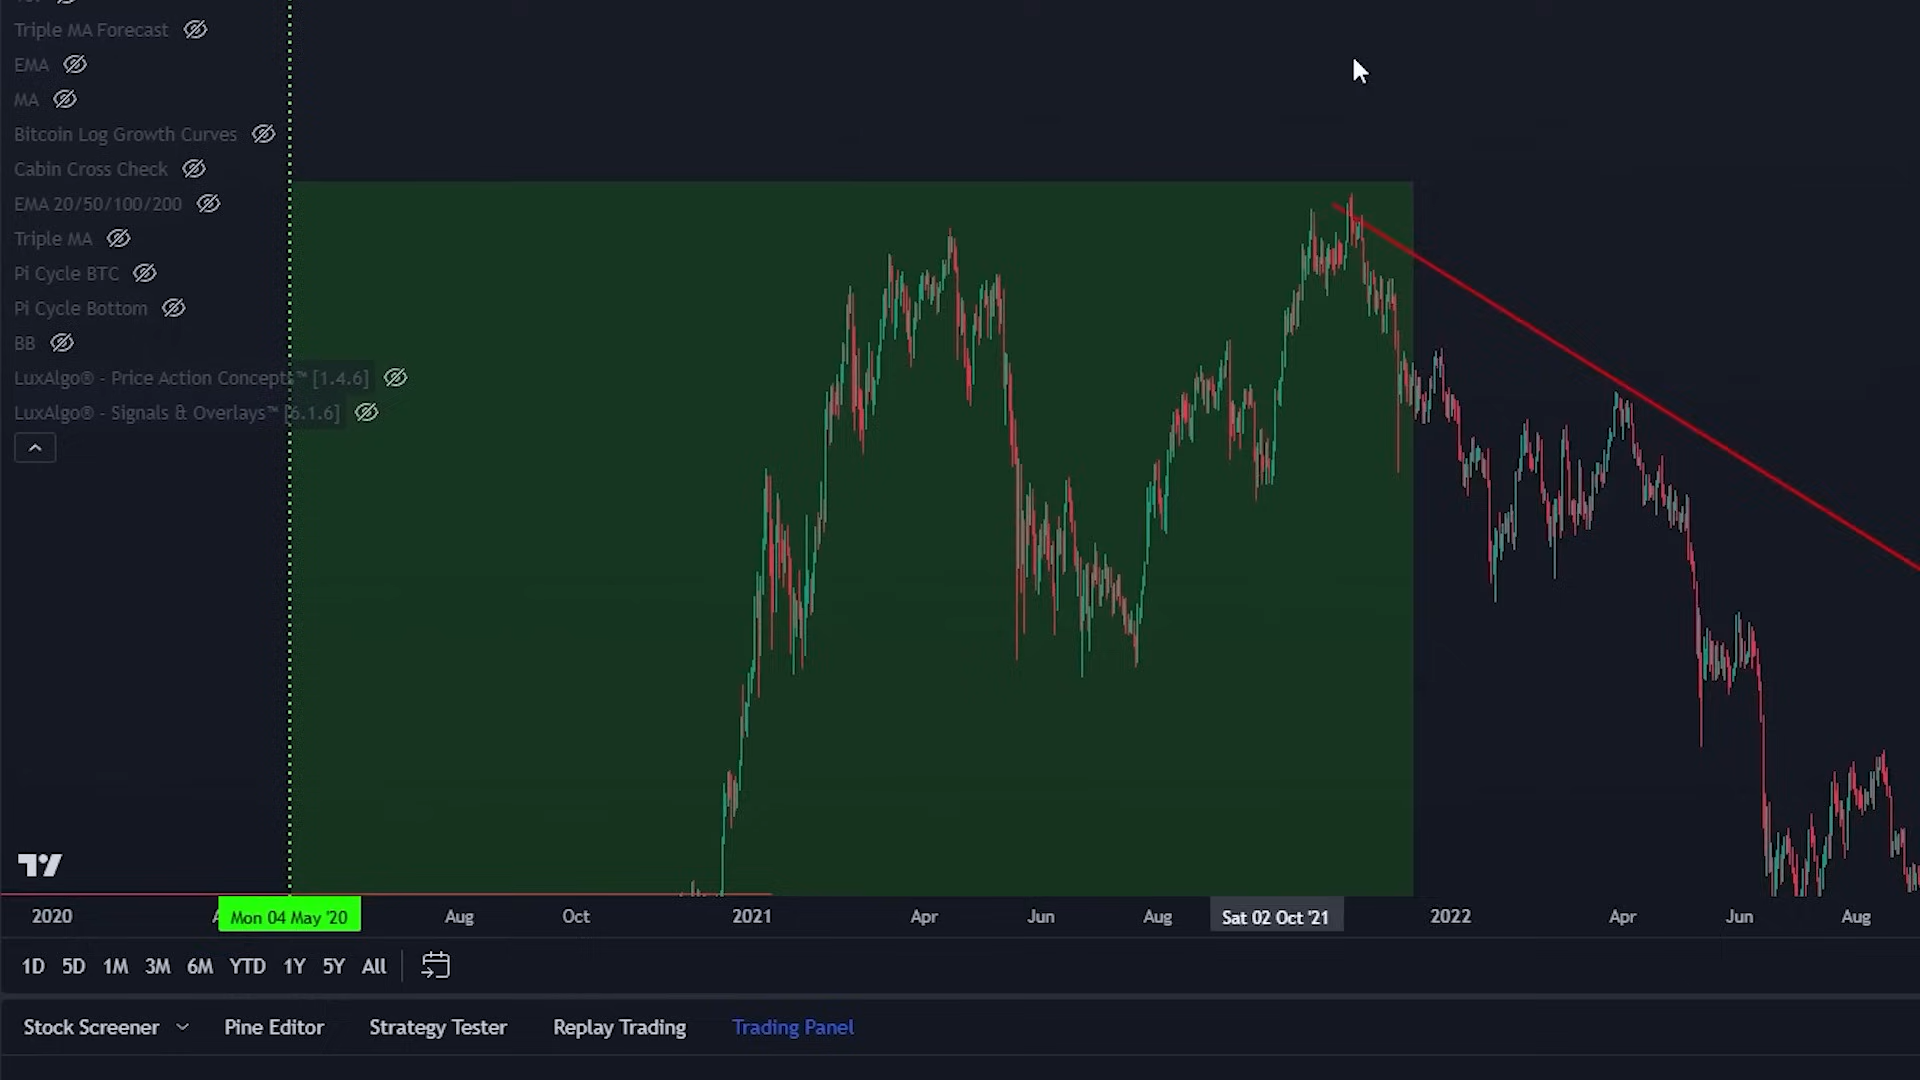 Triple MA Forecast
EMA
MA
Bitcoin Log Growth Curves
Cabin Cross Check
EMA 20/50/100/200
Triple MA
Pi Cycle BTC
Pi Cycle Bottom
BB
LuxAlgo® - Price Action Concepts™ [1.4.6]
LuxAlgo® - Signals & Overlays™ [6.1.6]
2020 Mon 04 May '20 Aug Oct 2021 Apr Jun Aug Sat 02 Oct '21 2022 Apr Jun Aug
1D 5D 1M 3M 6M YTD 1Y 5Y All
Stock Screener Pine Editor Strategy Tester Replay Trading Trading Panel